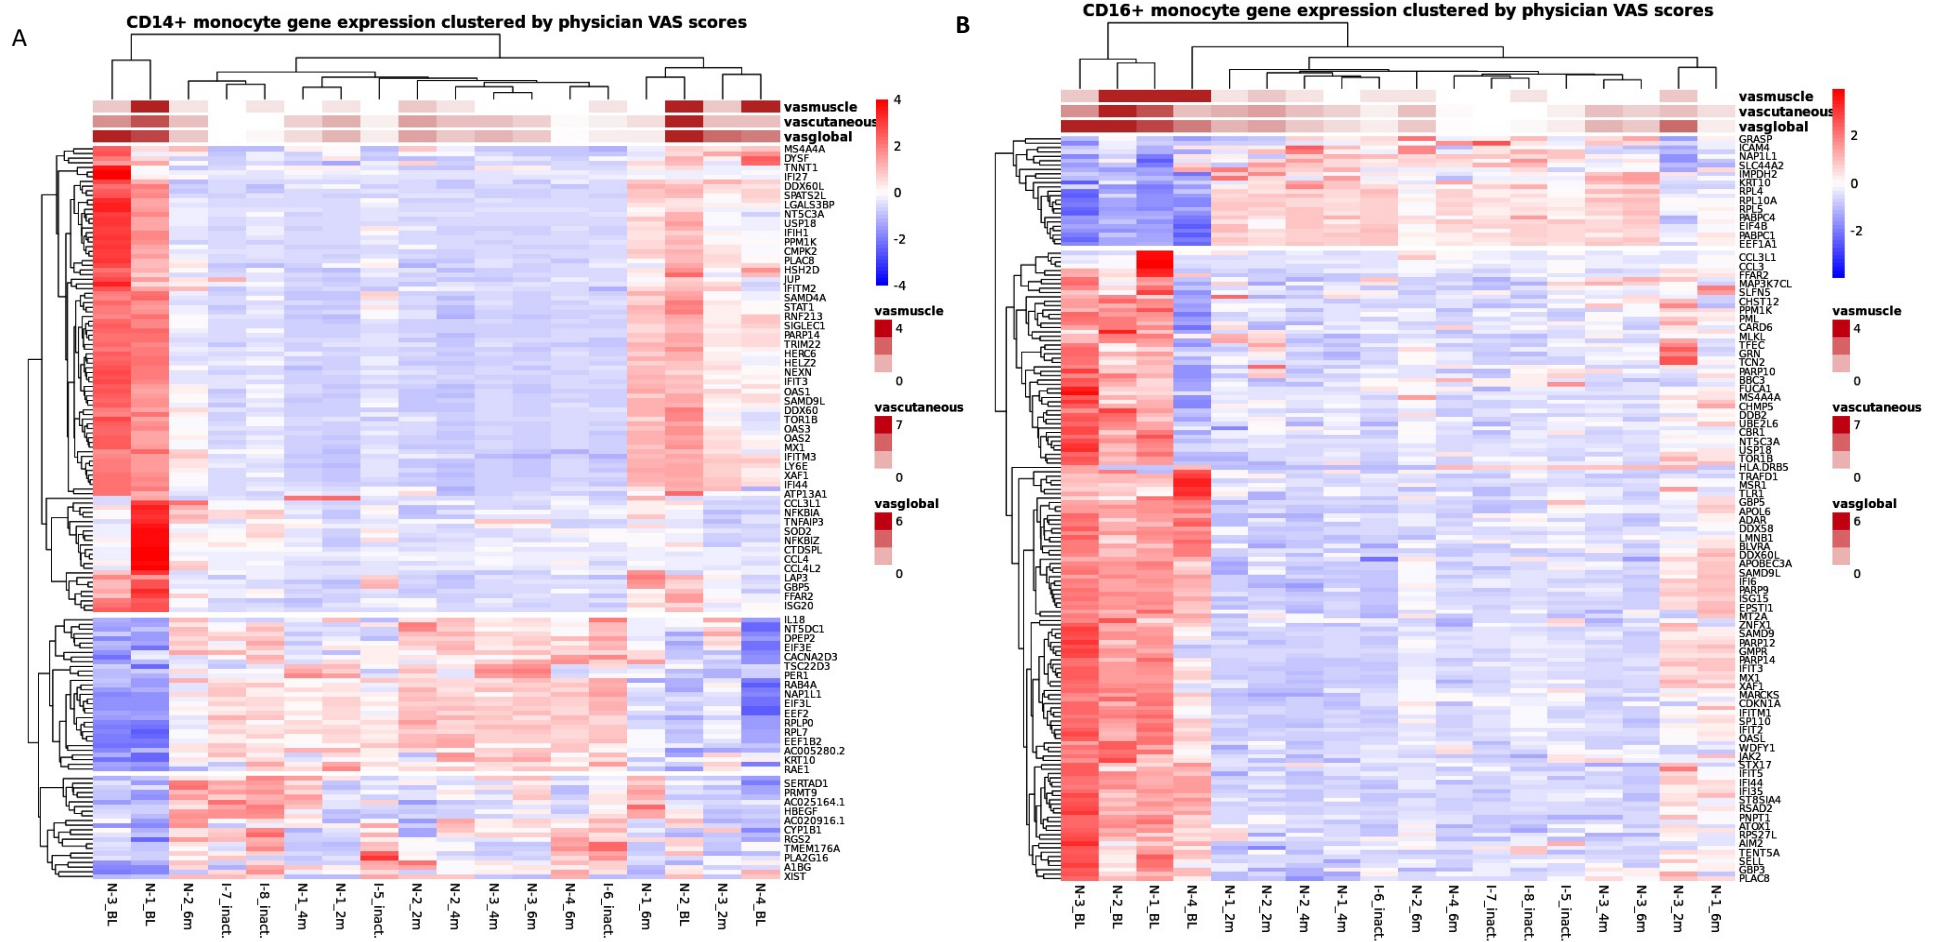 A
CD14+ monocyte gene expression clustered by physician VAS scores
vasmuscle
vascutaneous
vasglobal
MS4A4A
DYSF
TNNT1
IFI27
DDX60L
SPATS2L
LGALS3BP
NT5C3A
USP18
IFIH1
PPM1K
CMPK2
PLAC8
HSH2D
JUP
IFITM2
SAMD4A
STAT1
RNF213
SIGLEC1
PARP14
TRIM22
HERC6
HELZ2
NEXN
IFIT3
OAS1
SAMD9L
DDX60
TOR1B
OAS3
OAS2
MX1
IFITM3
LY6E
XAF1
IFI44
ATP13A1
CCL3L1
NFKBIA
TNFAIP3
SOD2
NFKBIZ
CTDSPL
CCL4
CCL4L2
LAP3
GBP5
FFAR2
ISG20
IL18
NT5DC1
DPEP2
EIF3E
CACNA2D3
TSC22D3
PER1
RAB4A
NAP1L1
EIF3L
EEF2
RPLP0
RPL7
EEF1B2
AC005280.2
KRT10
RAE1
SERTAD1
PRMT9
AC025164.1
HBEGF
AC020916.1
CYP1B1
RGS2
TMEM176A
PLA2G16
A1BG
XIST
N-3_BL
N-1_BL
N-2_6m
I-7_inact.
I-8_inact.
N-1_4m
N-1_2m
I-5_inact.
N-2_2m
N-2_4m
N-3_4m
N-3_6m
N-4_6m
I-6_inact.
N-1_6m
N-2_BL
N-3_2m
N-4_BL
4
2
0
-2
-4
vasmuscle
4
0
vascutaneous
7
0
vasglobal
6
0
B
CD16+ monocyte gene expression clustered by physician VAS scores
vasmuscle
vascutaneous
vasglobal
GRASP
ICAM4
NAP1L1
SLC44A2
IMPDH2
KRT10
RPL4
RPL10A
RPL5
PABPC4
EIF4B
PABPC1
EEF1A1
CCL3L1
CCL3
FFAR2
MAP3K7CL
SLFN5
CHST12
PPM1K
PML
CARD6
MLKL
TFEC
GRN
TCN2
PARP10
BBC3
FUCA1
MS4A4A
CHMP5
DDB2
UBE2L6
CBR1
NT5C3A
USP18
TOR1B
HLA.DRB5
TRAFD1
MSR1
TLR1
GBP5
APOL6
ADAR
DDX58
LMNB1
BLVRA
DDX60L
APOBEC3A
SAMD9L
IFI6
PARP9
ISG15
EPSTI1
MT2A
ZNFX1
SAMD9
PARP12
GMPR
PARP14
IFIT3
MX1
XAF1
MARCKS
CDKN1A
IFITM1
SP110
IFIT2
OASL
WDFY1
JAK2
STX17
IFIT5
IFI44
IFI35
ST8SIA4
RSAD2
PNPT1
ATOX1
RPS27L
AIM2
TENT5A
SELL
GBP3
PLAC8
N-3_BL
N-2_BL
N-1_BL
N-4_BL
N-1_2m
N-2_2m
N-2_4m
N-1_4m
I-6_inact.
N-2_6m
N-4_6m
I-7_inact.
I-8_inact.
I-5_inact.
N-3_4m
N-3_6m
N-3_2m
N-1_6m
2
0
-2
vasmuscle
4
0
vascutaneous
7
0
vasglobal
6
0